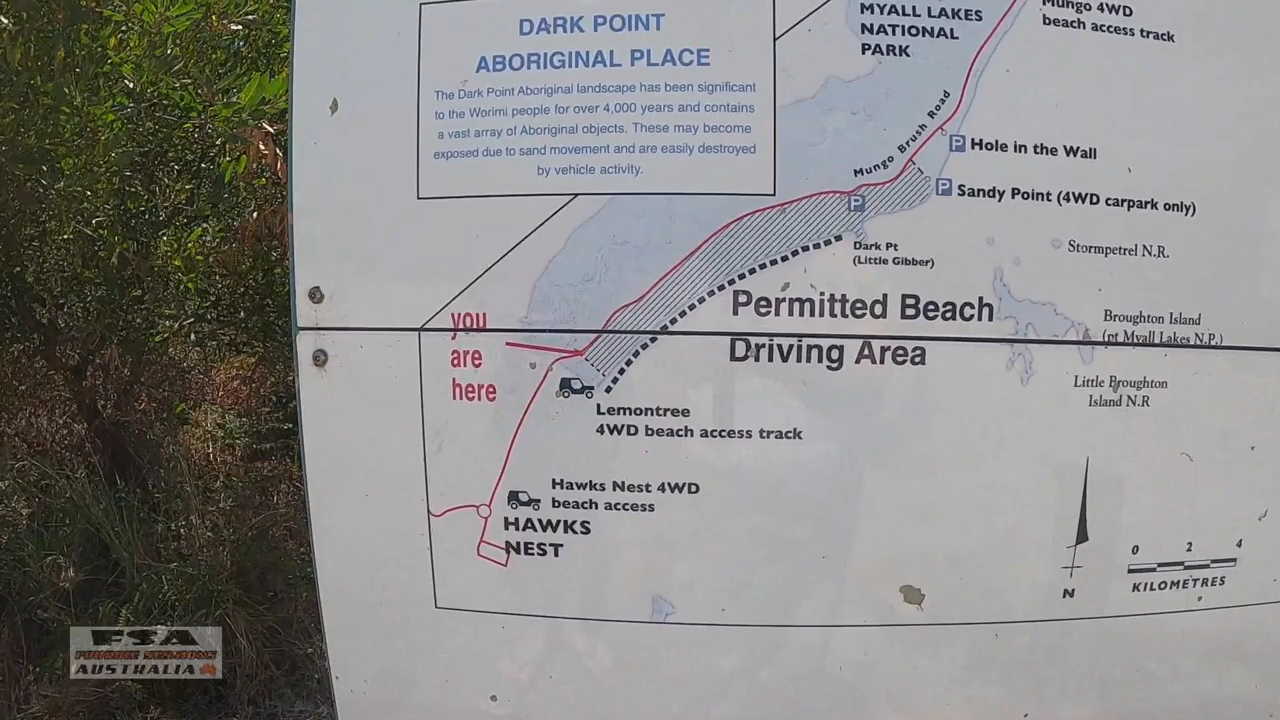 DARK POINT
ABORIGINAL PLACE
The Dark Point Aboriginal landscape has been significant
to the Worimi people for over 4,000 years and contains
a vast array of Aboriginal objects. These may become
exposed due to sand movement and are easily destroyed
by vehicle activity.
MYALL LAKES
NATIONAL
PARK
Mungo 4WD
beach access track
Mungo Brush Road
P Hole in the Wall
P Sandy Point (4WD carpark only)
P
Dark Pt
(Little Gibber)
Stormpetrel N.R.
Permitted Beach
Driving Area
Broughton Island
(pt Myall Lakes N.P.)
Little Broughton
Island N.R
you
are
here
Lemontree
4WD beach access track
Hawks Nest 4WD
beach access
HAWKS
NEST
N
0 2 4
KILOMETRES
FSA
AUSTRALIA